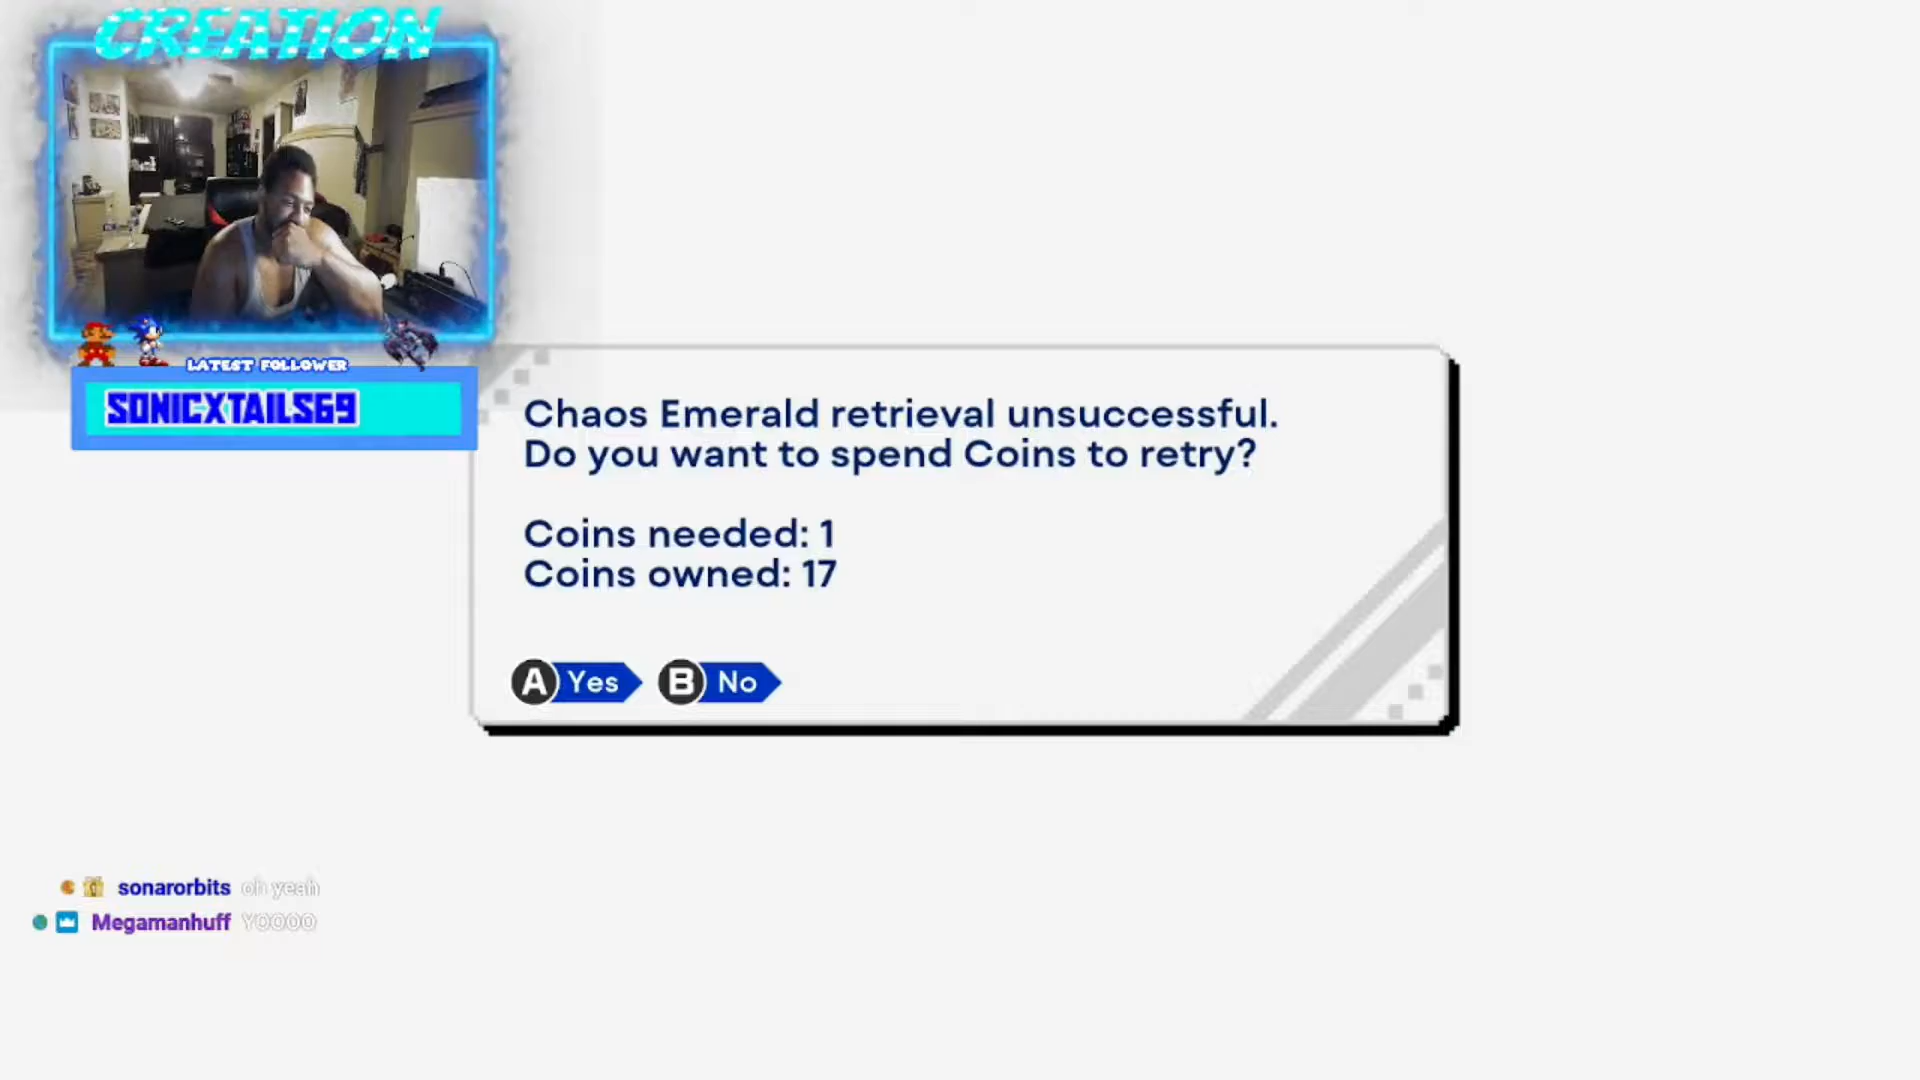 CREATION
LATEST FOLLOWER
SONICXTAILS69
Chaos Emerald retrieval unsuccessful.
Do you want to spend Coins to retry?
Coins needed: 1
Coins owned: 17
A Yes B No
sonarorbits oh yeah
Megamanhuff YOOOO